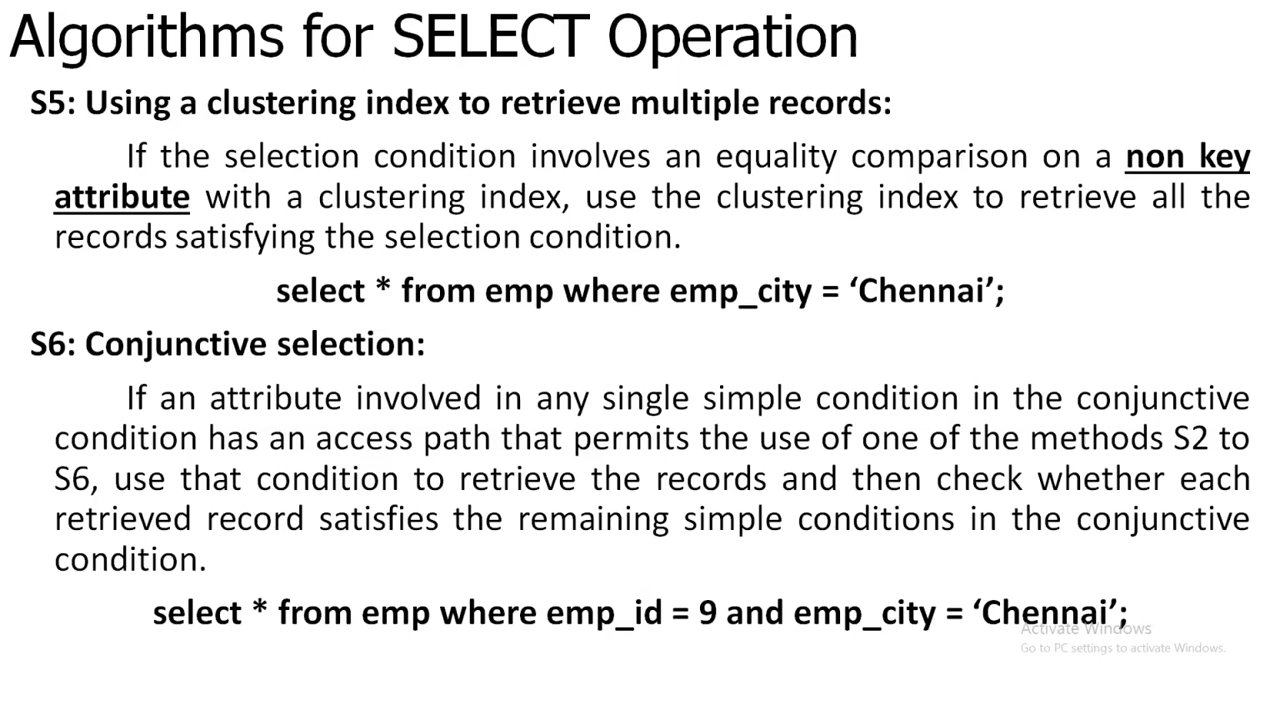 Algorithms for SELECT Operation
S5: Using a clustering index to retrieve multiple records:
If the selection condition involves an equality comparison on a non key
attribute with a clustering index, use the clustering index to retrieve all the
records satisfying the selection condition.
select * from emp where emp_city = ‘Chennai’;
S6: Conjunctive selection:
If an attribute involved in any single simple condition in the conjunctive
condition has an access path that permits the use of one of the methods S2 to
S6, use that condition to retrieve the records and then check whether each
retrieved record satisfies the remaining simple conditions in the conjunctive
condition.
select * from emp where emp_id = 9 and emp_city = ‘Chennai’;
Activate Windows
Go to PC settings to activate Windows.